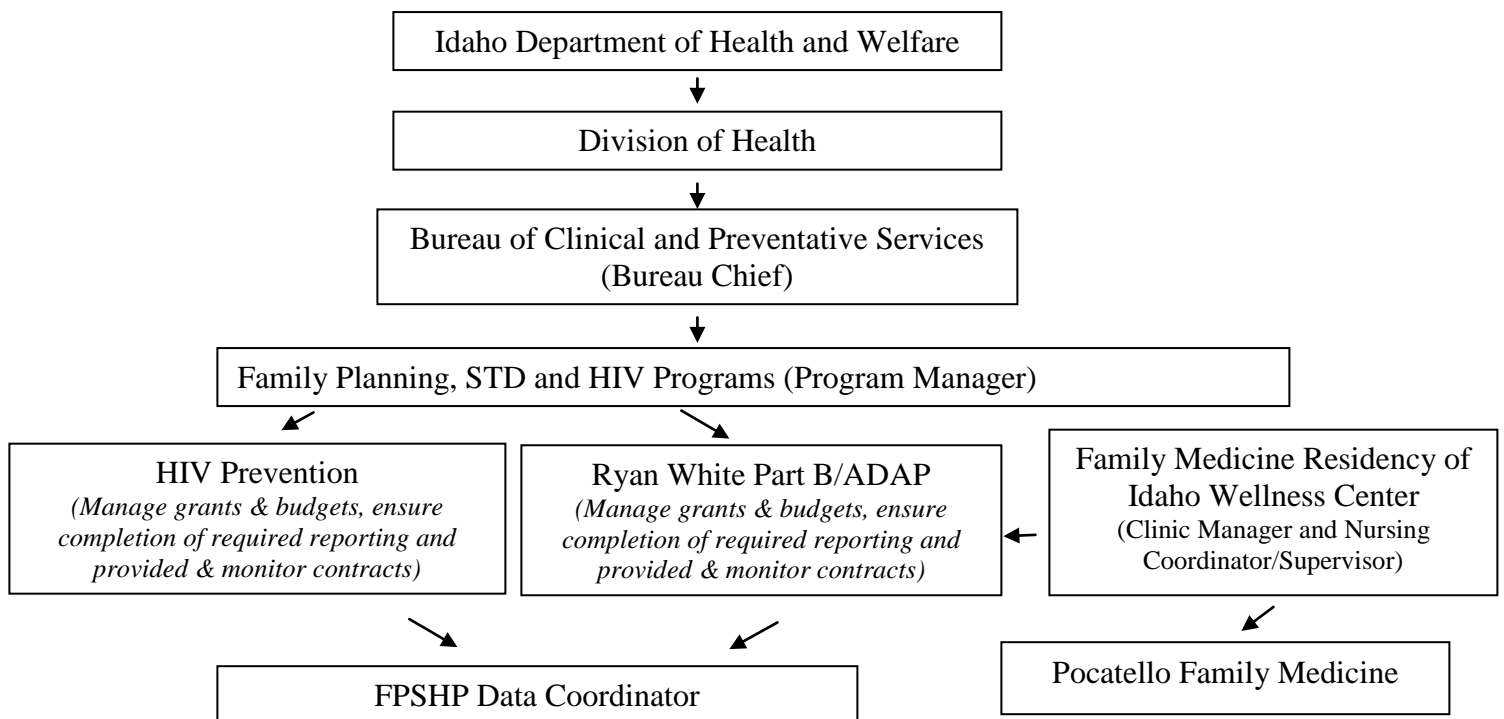 Idaho Department of Health and Welfare
Division of Health
Bureau of Clinical and Preventative Services
(Bureau Chief)
Family Planning, STD and HIV Programs (Program Manager)
HIV Prevention
(Manage grants & budgets, ensure
completion of required reporting and
provided & monitor contracts)
Ryan White Part B/ADAP
(Manage grants & budgets, ensure
completion of required reporting and
provided & monitor contracts)
Family Medicine Residency of
Idaho Wellness Center
(Clinic Manager and Nursing
Coordinator/Supervisor)
FPSHP Data Coordinator
Pocatello Family Medicine